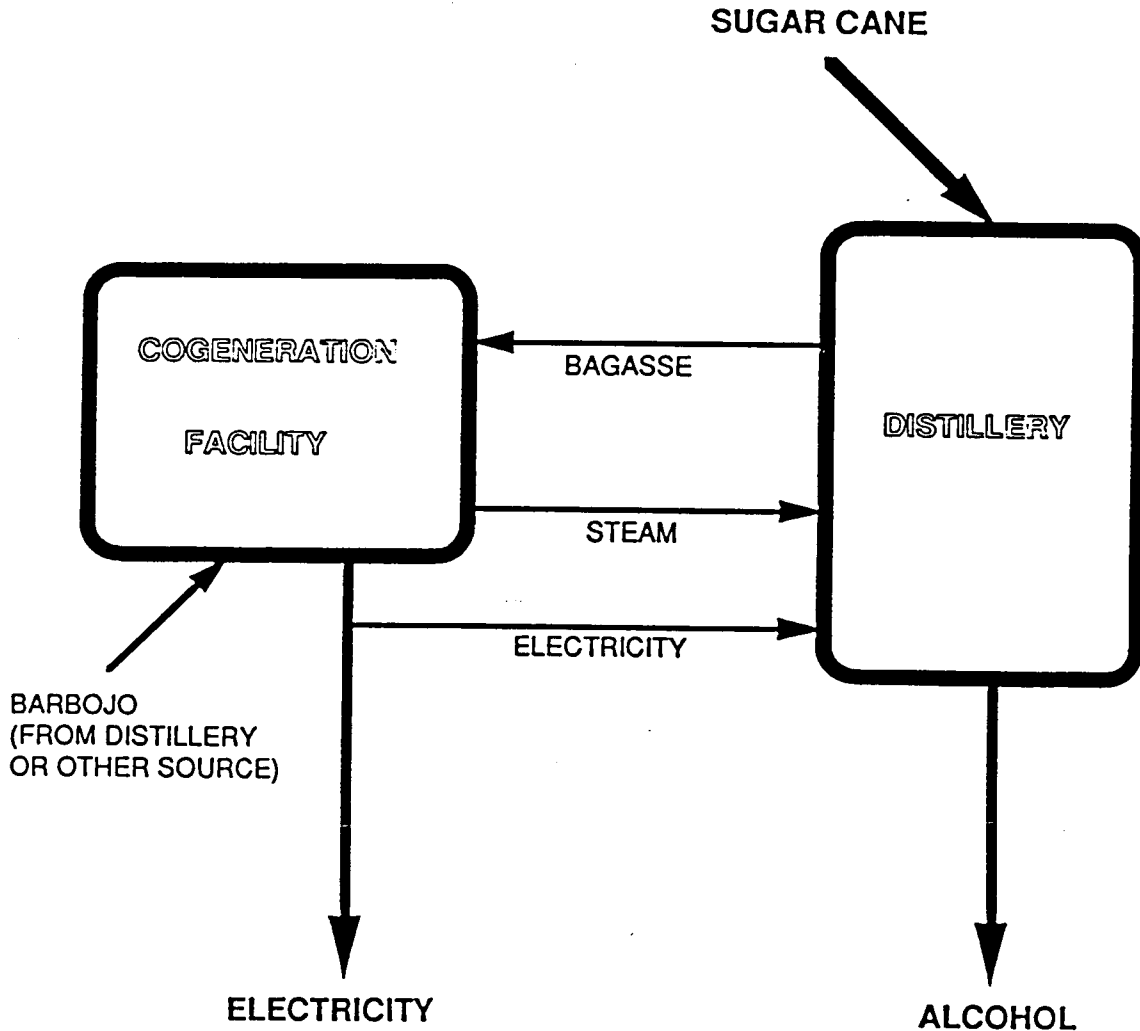 SUGAR CANE
COGENERATION
FACILITY
BAGASSE
DISTILLERY
STEAM
ELECTRICITY
BARBOJO
(FROM DISTILLERY
OR OTHER SOURCE)
ELECTRICITY
ALCOHOL